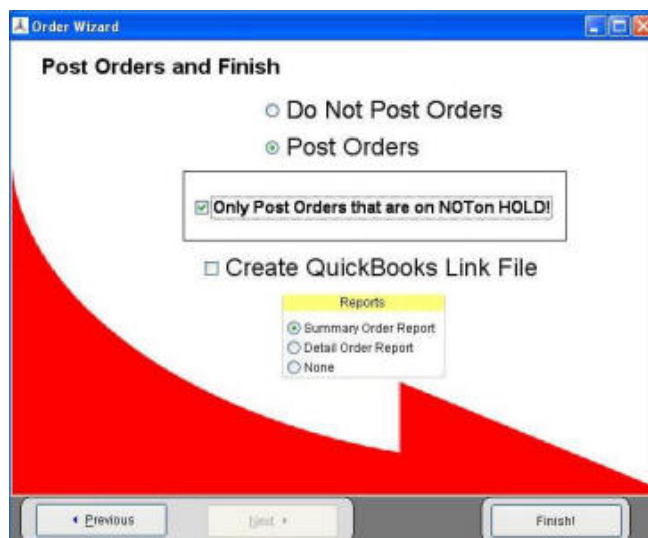 Order Wizard
Post Orders and Finish
Do Not Post Orders
Post Orders
Only Post Orders that are on NOTon HOLD!
Create QuickBooks Link File
Reports
Summary Order Report
Detail Order Report
None
Previous
Next
Finish!